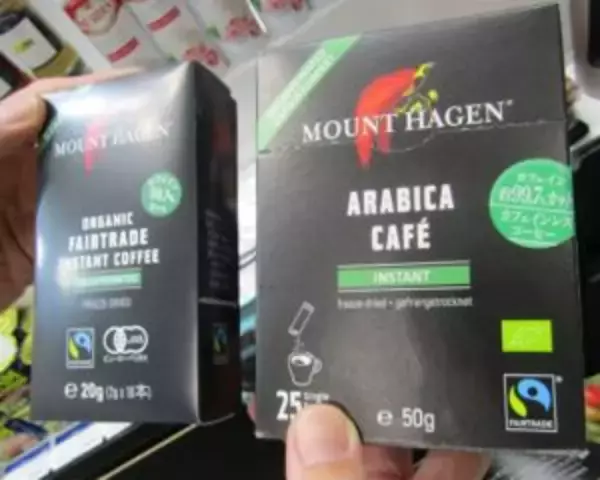 MOUNT HAGEN
ORGANIC
FAIRTRADE
INSTANT COFFEE
FREEZE DRIED
℮ 20g
MOUNT HAGEN®
ARABICA
CAFÉ
カフェイン
約99.7%カット
カフェインレス
コーヒー
INSTANT
freeze-dried • gefriergetrocknet
25
℮ 50g
FAIRTRADE